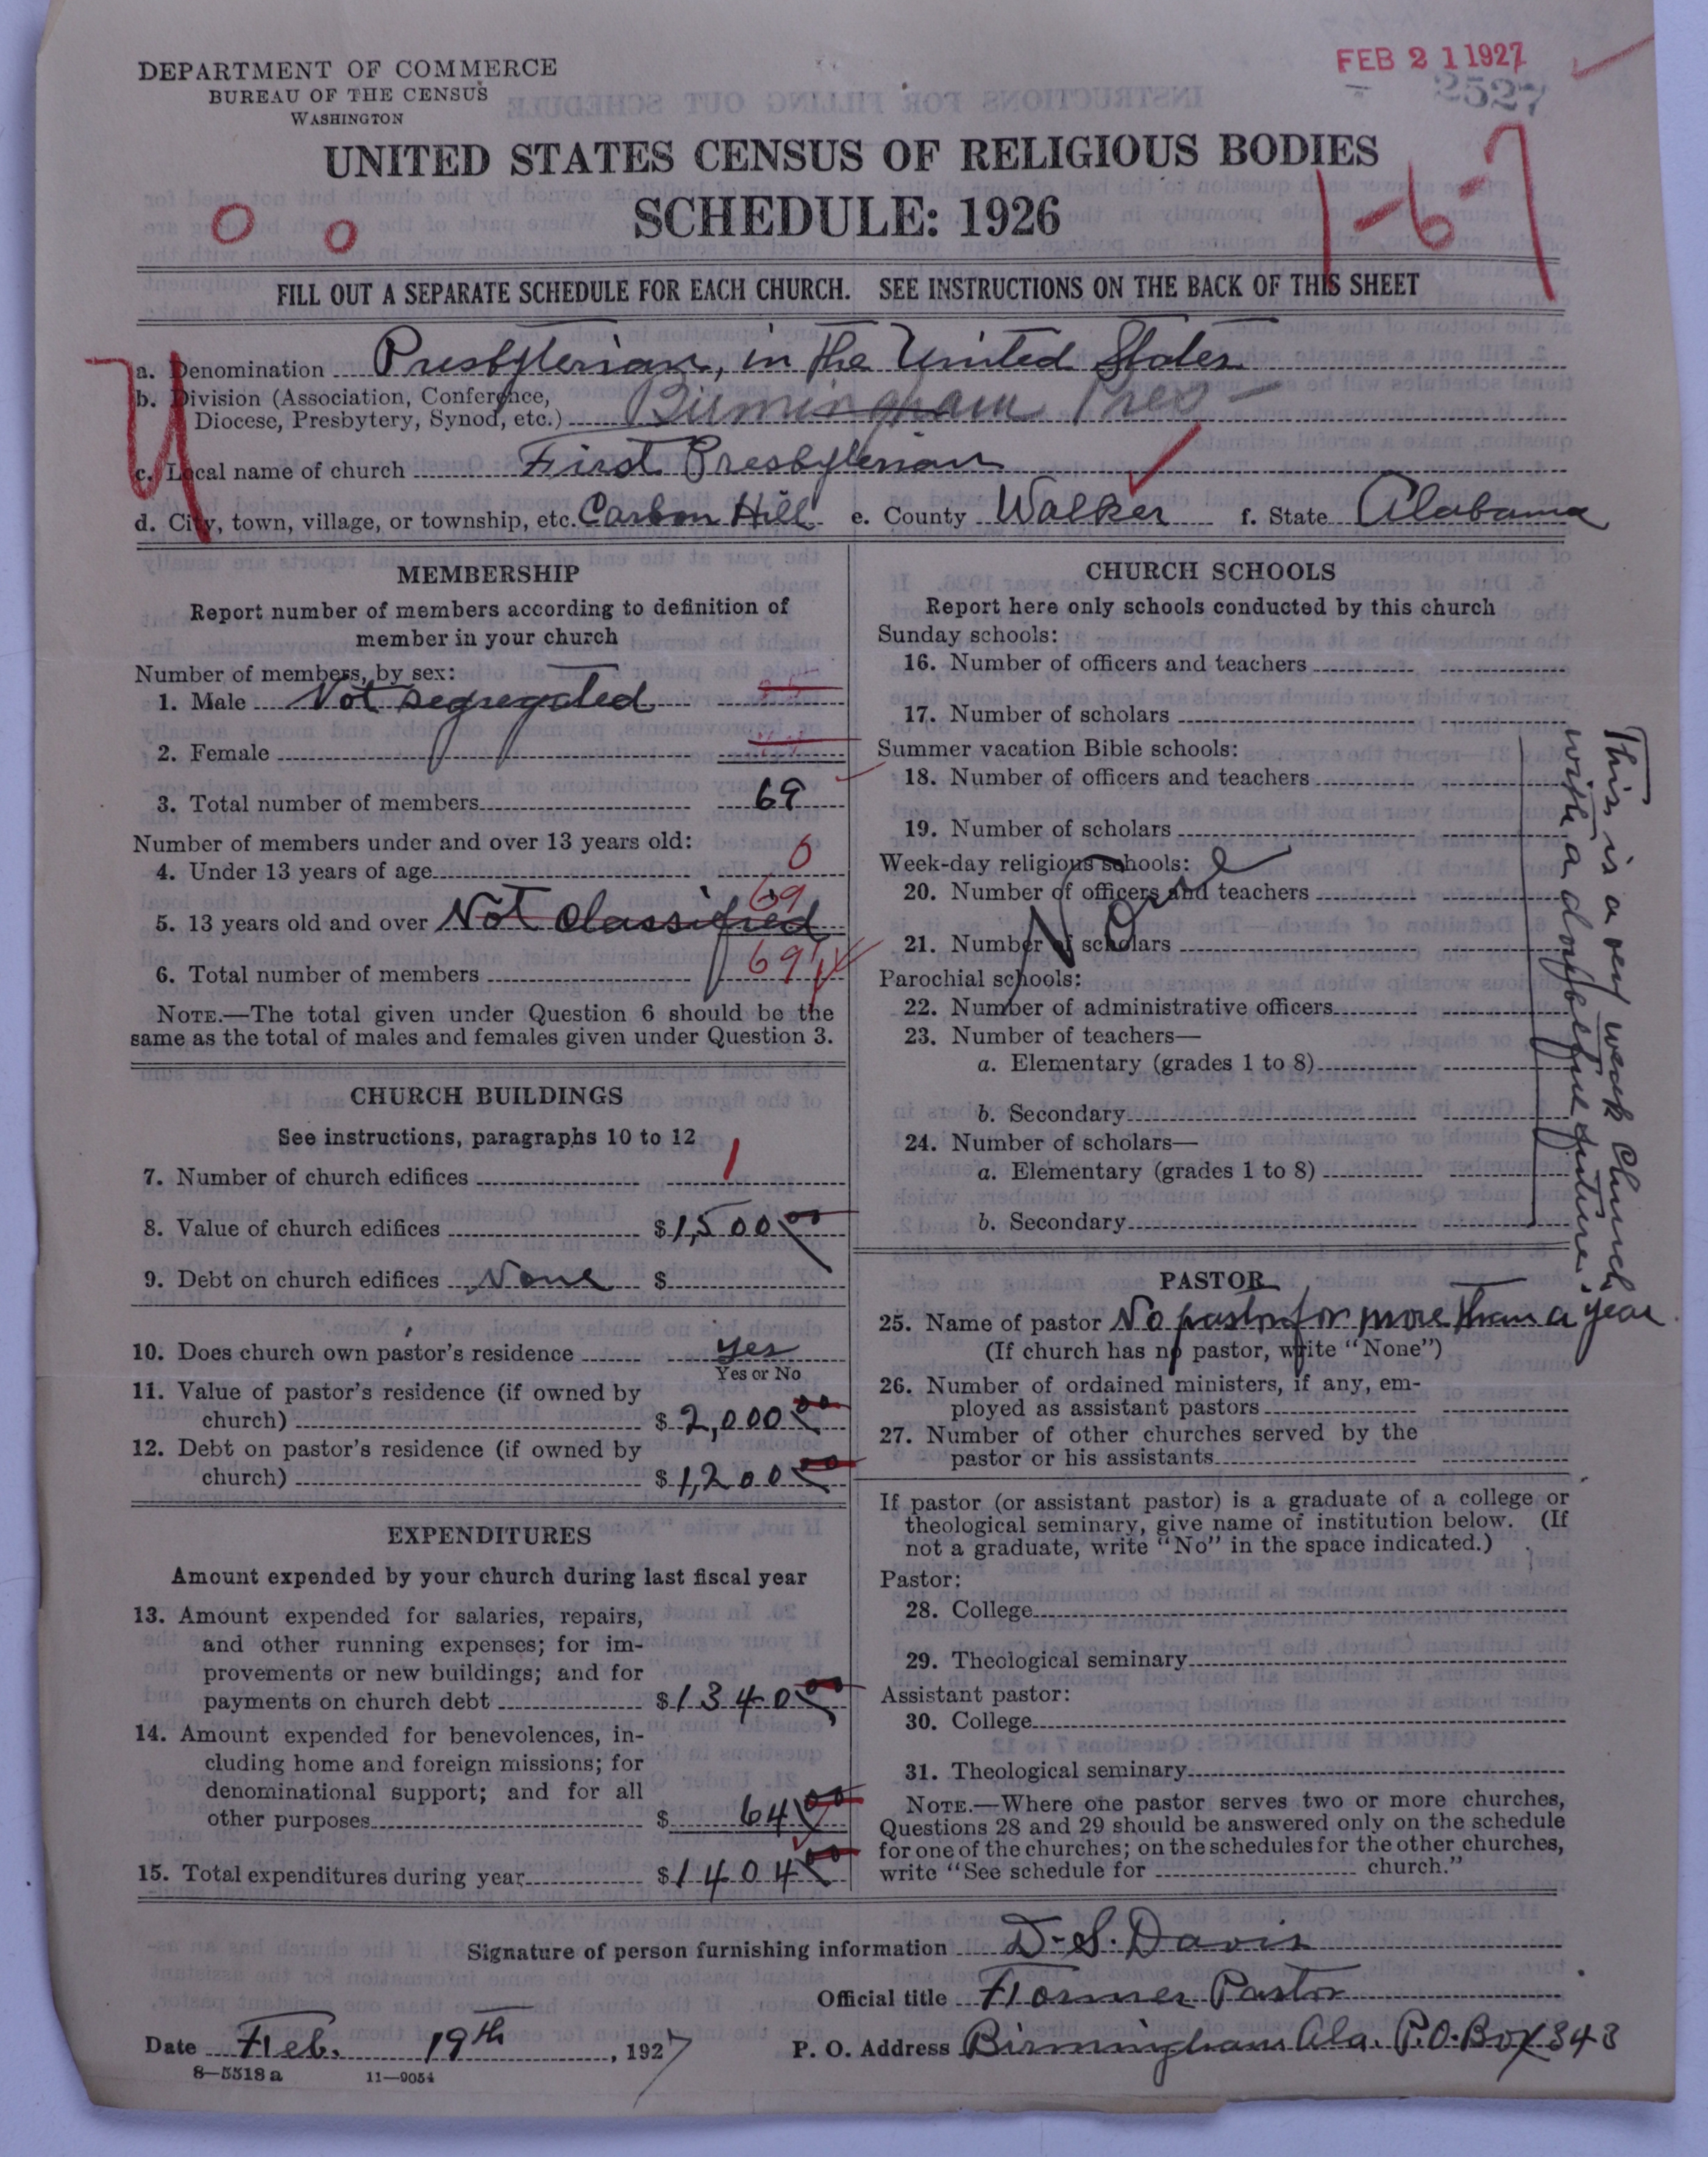 DEPARTMENT OF COMMERCE
BUREAU OF THE CENSUS
WASHINGTON
FEB 21 1927
2527
UNITED STATES CENSUS OF RELIGIOUS BODIES
SCHEDULE: 1926
0 0
1-6-7
FILL OUT A SEPARATE SCHEDULE FOR EACH CHURCH. SEE INSTRUCTIONS ON THE BACK OF THIS SHEET
a. Denomination Presbyterian, in the United States
b. Division (Association, Conference,
Diocese, Presbytery, Synod, etc.) Birmingham Pres-
c. Local name of church First Presbyterian
d. City, town, village, or township, etc. Carbon Hill e. County Walker f. State Alabama
MEMBERSHIP
Report number of members according to definition of
member in your church
Number of members, by sex:
1. Male Not segregated
2. Female
3. Total number of members 69
Number of members under and over 13 years old:
4. Under 13 years of age 0
69
5. 13 years old and over Not classified
6. Total number of members 69
NOTE.—The total given under Question 6 should be the
same as the total of males and females given under Question 3.
CHURCH BUILDINGS
See instructions, paragraphs 10 to 12
7. Number of church edifices 1
8. Value of church edifices $1,500 00
9. Debt on church edifices None $
10. Does church own pastor's residence yes
Yes or No
11. Value of pastor's residence (if owned by
church) $2,000 00
12. Debt on pastor's residence (if owned by
church) $1,200 00
EXPENDITURES
Amount expended by your church during last fiscal year
13. Amount expended for salaries, repairs,
and other running expenses; for im-
provements or new buildings; and for
payments on church debt $1340 00
14. Amount expended for benevolences, in-
cluding home and foreign missions; for
denominational support; and for all
other purposes $ 64 00
15. Total expenditures during year $1404 00
CHURCH SCHOOLS
Report here only schools conducted by this church
Sunday schools:
16. Number of officers and teachers
17. Number of scholars
Summer vacation Bible schools:
18. Number of officers and teachers
19. Number of scholars
Week-day religious schools:
20. Number of officers and teachers
None
21. Number of scholars
Parochial schools:
22. Number of administrative officers
23. Number of teachers—
a. Elementary (grades 1 to 8)
b. Secondary
24. Number of scholars—
a. Elementary (grades 1 to 8)
b. Secondary
This is a very weak church
with a doubtful future.
PASTOR
25. Name of pastor No pastor for more than a year
(If church has no pastor, write "None")
26. Number of ordained ministers, if any, em-
ployed as assistant pastors
27. Number of other churches served by the
pastor or his assistants
If pastor (or assistant pastor) is a graduate of a college or
theological seminary, give name of institution below. (If
not a graduate, write "No" in the space indicated.)
Pastor:
28. College
29. Theological seminary
Assistant pastor:
30. College
31. Theological seminary
NOTE.—Where one pastor serves two or more churches,
Questions 28 and 29 should be answered only on the schedule
for one of the churches; on the schedules for the other churches,
write "See schedule for church."
Signature of person furnishing information D. S. Davis
Official title Former Pastor
Date Feb. 19th, 1927 P. O. Address Birmingham Ala. P.O. Box 343
8—5518 a 11—9054